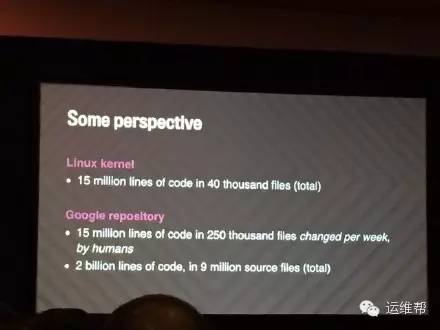 Some perspective
Linux kernel
• 15 million lines of code in 40 thousand files (total)
Google repository
• 15 million lines of code in 250 thousand files changed per week,
by humans
• 2 billion lines of code, in 9 million source files (total)
运维帮